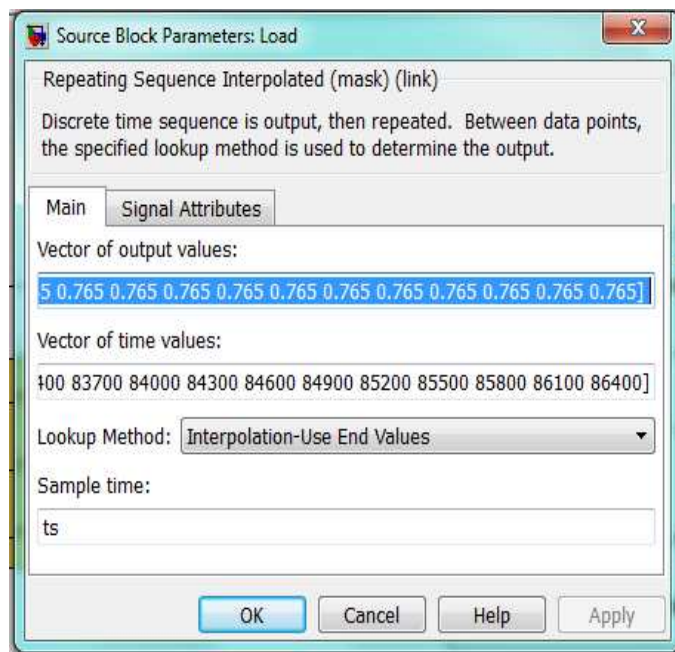 Source Block Parameters: Load
Repeating Sequence Interpolated (mask) (link)
Discrete time sequence is output, then repeated. Between data points,
the specified lookup method is used to determine the output.
Main Signal Attributes
Vector of output values:
5 0.765 0.765 0.765 0.765 0.765 0.765 0.765 0.765 0.765 0.765 0.765]
Vector of time values:
400 83700 84000 84300 84600 84900 85200 85500 85800 86100 86400]
Lookup Method: Interpolation-Use End Values
Sample time:
ts
OK Cancel Help Apply